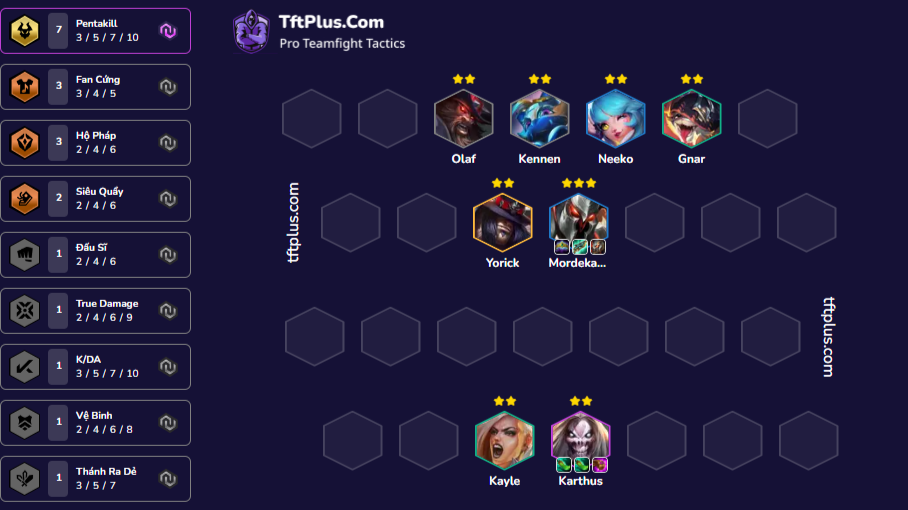 7
Pentakill
3 / 5 / 7 / 10
3
Fan Cứng
3 / 4 / 5
3
Hộ Pháp
2 / 4 / 6
2
Siêu Quẩy
2 / 4 / 6
1
Đấu Sĩ
2 / 4 / 6
1
True Damage
2 / 4 / 6 / 9
1
K/DA
3 / 5 / 7 / 10
1
Vệ Binh
2 / 4 / 6 / 8
1
Thánh Ra Dẻ
3 / 5 / 7
TftPlus.Com
Pro Teamfight Tactics
Olaf
Kennen
Neeko
Gnar
tftplus.com
Yorick
Mordeka...
tftplus.com
Kayle
Karthus